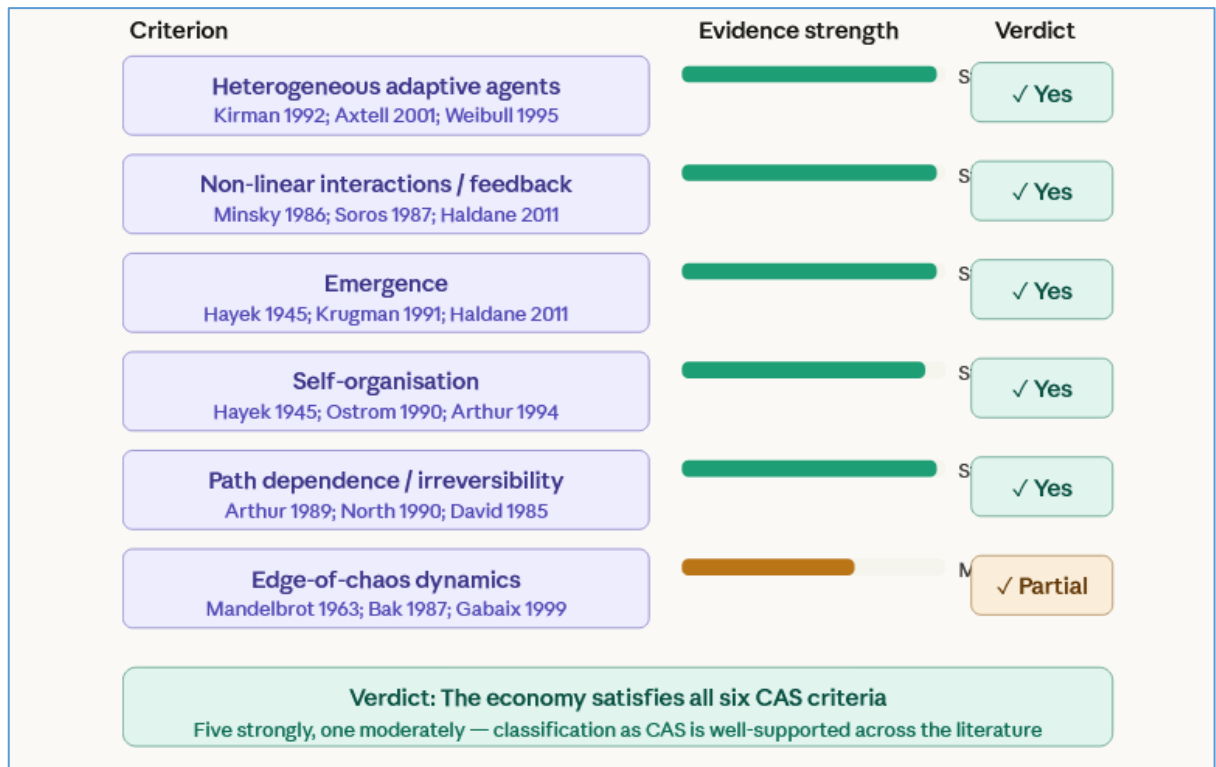 Criterion Evidence strength Verdict
Heterogeneous adaptive agents
Kirman 1992; Axtell 2001; Weibull 1995
✓ Yes
Non-linear interactions / feedback
Minsky 1986; Soros 1987; Haldane 2011
✓ Yes
Emergence
Hayek 1945; Krugman 1991; Haldane 2011
✓ Yes
Self-organisation
Hayek 1945; Ostrom 1990; Arthur 1994
✓ Yes
Path dependence / irreversibility
Arthur 1989; North 1990; David 1985
✓ Yes
Edge-of-chaos dynamics
Mandelbrot 1963; Bak 1987; Gabaix 1999
✓ Partial
Verdict: The economy satisfies all six CAS criteria
Five strongly, one moderately — classification as CAS is well-supported across the literature